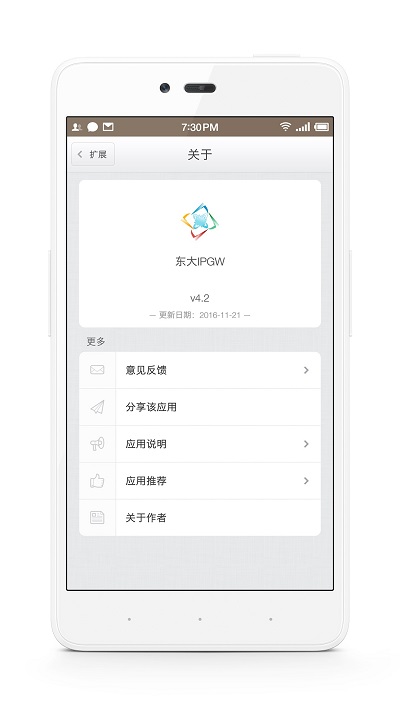 7:30 PM
扩展
关于
东大IPGW
v4.2
— 更新日期：2016-11-21 —
更多
意见反馈
分享该应用
应用说明
应用推荐
关于作者